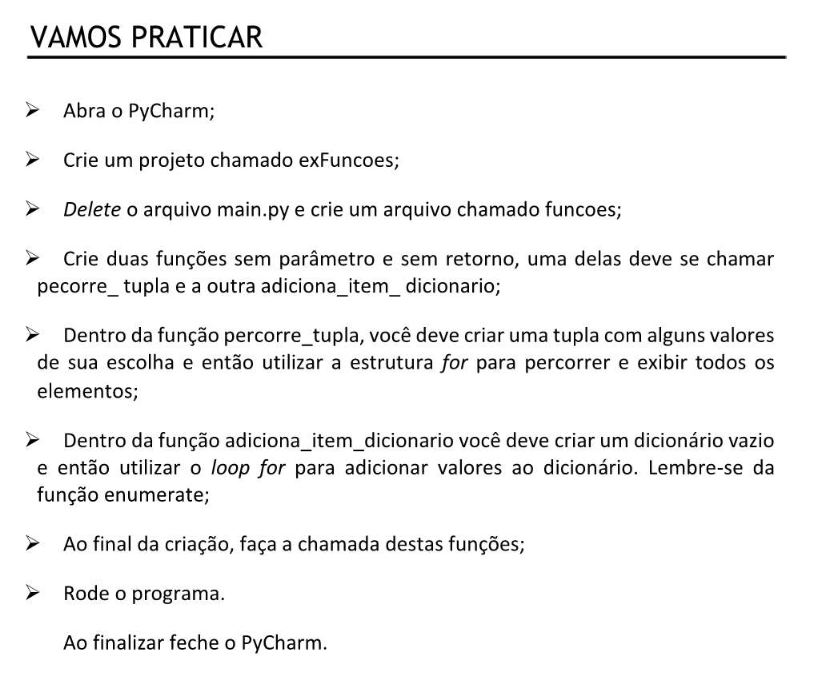 VAMOS PRATICAR
➢ Abra o PyCharm;
➢ Crie um projeto chamado exFuncoes;
➢ Delete o arquivo main.py e crie um arquivo chamado funcoes;
➢ Crie duas funções sem parâmetro e sem retorno, uma delas deve se chamar
pecorre_ tupla e a outra adiciona_item_ dicionario;
➢ Dentro da função percorre_tupla, você deve criar uma tupla com alguns valores
de sua escolha e então utilizar a estrutura for para percorrer e exibir todos os
elementos;
➢ Dentro da função adiciona_item_dicionario você deve criar um dicionário vazio
e então utilizar o loop for para adicionar valores ao dicionário. Lembre-se da
função enumerate;
➢ Ao final da criação, faça a chamada destas funções;
➢ Rode o programa.
Ao finalizar feche o PyCharm.